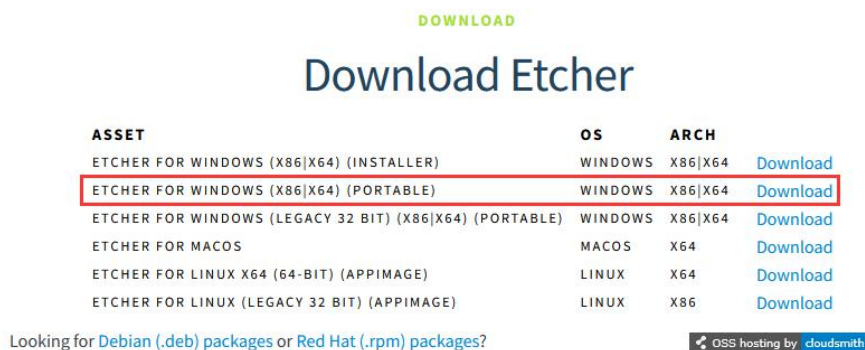 DOWNLOAD
Download Etcher
ASSET OS ARCH
ETCHER FOR WINDOWS (X86|X64) (INSTALLER) WINDOWS X86|X64 Download
ETCHER FOR WINDOWS (X86|X64) (PORTABLE) WINDOWS X86|X64 Download
ETCHER FOR WINDOWS (LEGACY 32 BIT) (X86|X64) (PORTABLE) WINDOWS X86|X64 Download
ETCHER FOR MACOS MACOS X64 Download
ETCHER FOR LINUX X64 (64-BIT) (APPIMAGE) LINUX X64 Download
ETCHER FOR LINUX (LEGACY 32 BIT) (APPIMAGE) LINUX X86 Download
Looking for Debian (.deb) packages or Red Hat (.rpm) packages? OSS hosting by cloudsmith